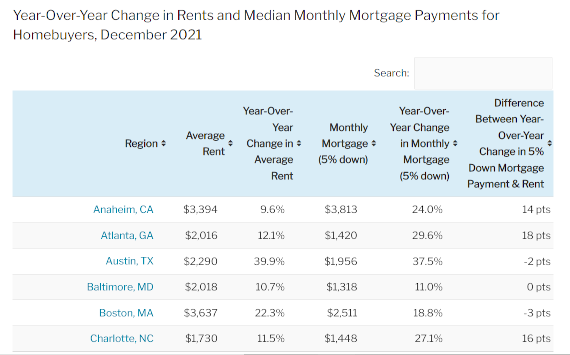 Year-Over-Year Change in Rents and Median Monthly Mortgage Payments for
Homebuyers, December 2021
Search:
Region
Average
Rent
Year-Over-
Year
Change in
Average
Rent
Monthly
Mortgage
(5% down)
Year-Over-
Year Change
in Monthly
Mortgage
(5% down)
Difference
Between Year-
Over-Year
Change in 5%
Down Mortgage
Payment & Rent
Anaheim, CA $3,394 9.6% $3,813 24.0% 14 pts
Atlanta, GA $2,016 12.1% $1,420 29.6% 18 pts
Austin, TX $2,290 39.9% $1,956 37.5% -2 pts
Baltimore, MD $2,018 10.7% $1,318 11.0% 0 pts
Boston, MA $3,637 22.3% $2,511 18.8% -3 pts
Charlotte, NC $1,730 11.5% $1,448 27.1% 16 pts